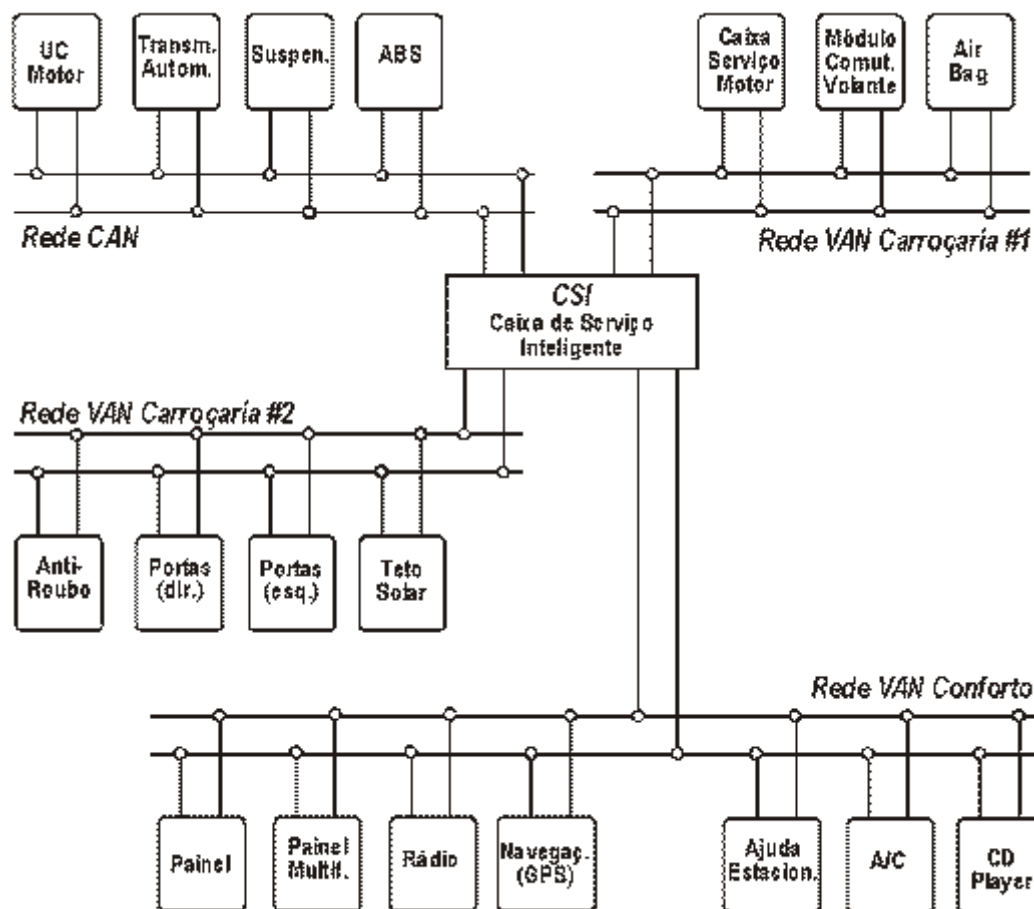 UC
Motor
Transm.
Autom.
Suspen.
ABS
Caixa
Serviço
Motor
Módulo
Comut.
Volante
Air
Bag
Rede CAN
Rede VAN Carroçaría #1
CSI
Caixa de Serviço
Inteligente
Rede VAN Carroçaría #2
Anti-
Roubo
Portas
(dir.)
Portas
(esq.)
Teto
Solar
Rede VAN Conforto
Painel
Painel
Multif.
Rádio
Navegaç.
(GPS)
Ajuda
Estacion.
A/C
CD
Player